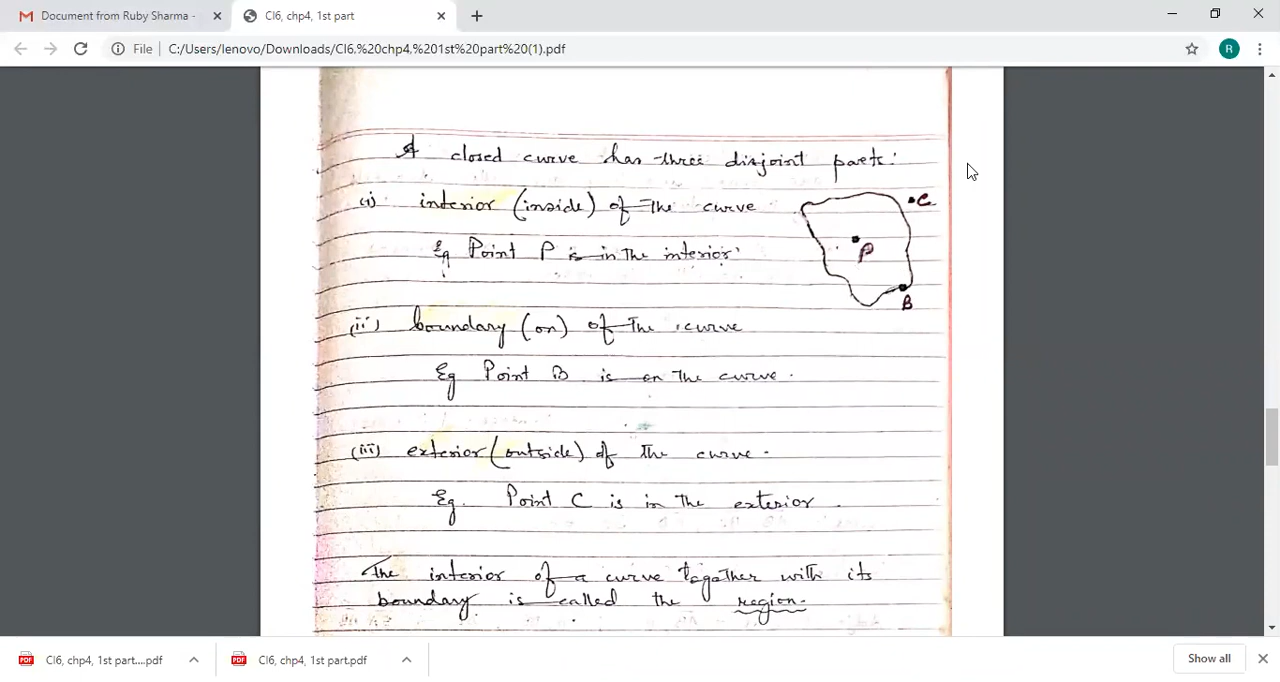 Document from Ruby Sharma -
Cl6, chp4, 1st part
File
C:/Users/lenovo/Downloads/Cl6,%20chp4,%201st%20part%20(1).pdf
R
A closed curve has three disjoint parts:
(i) interior (inside) of the curve
Eg Point P is in the interior.
C
P
B
(ii) boundary (on) of the curve
Eg Point B is on the curve.
(iii) exterior (outside) of the curve.
Eg. Point C is in the exterior.
The interior of a curve together with its
boundary is called the region.
Cl6, chp4, 1st part....pdf
Cl6, chp4, 1st part.pdf
Show all